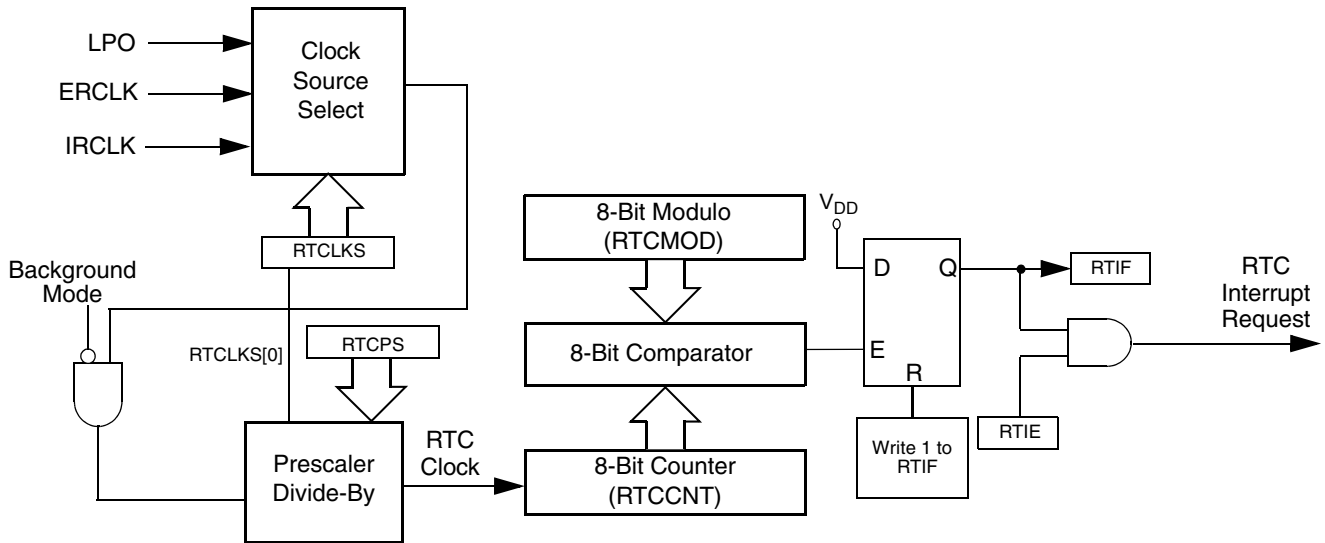 LPO
ERCLK
IRCLK
Clock
Source
Select
RTCLKS
Background
Mode
RTCLKS[0]
RTCPS
Prescaler
Divide-By
RTC
Clock
8-Bit Modulo
(RTCMOD)
8-Bit Comparator
8-Bit Counter
(RTCCNT)
VDD
D
Q
E
R
Write 1 to
RTIF
RTIF
RTIE
RTC
Interrupt
Request